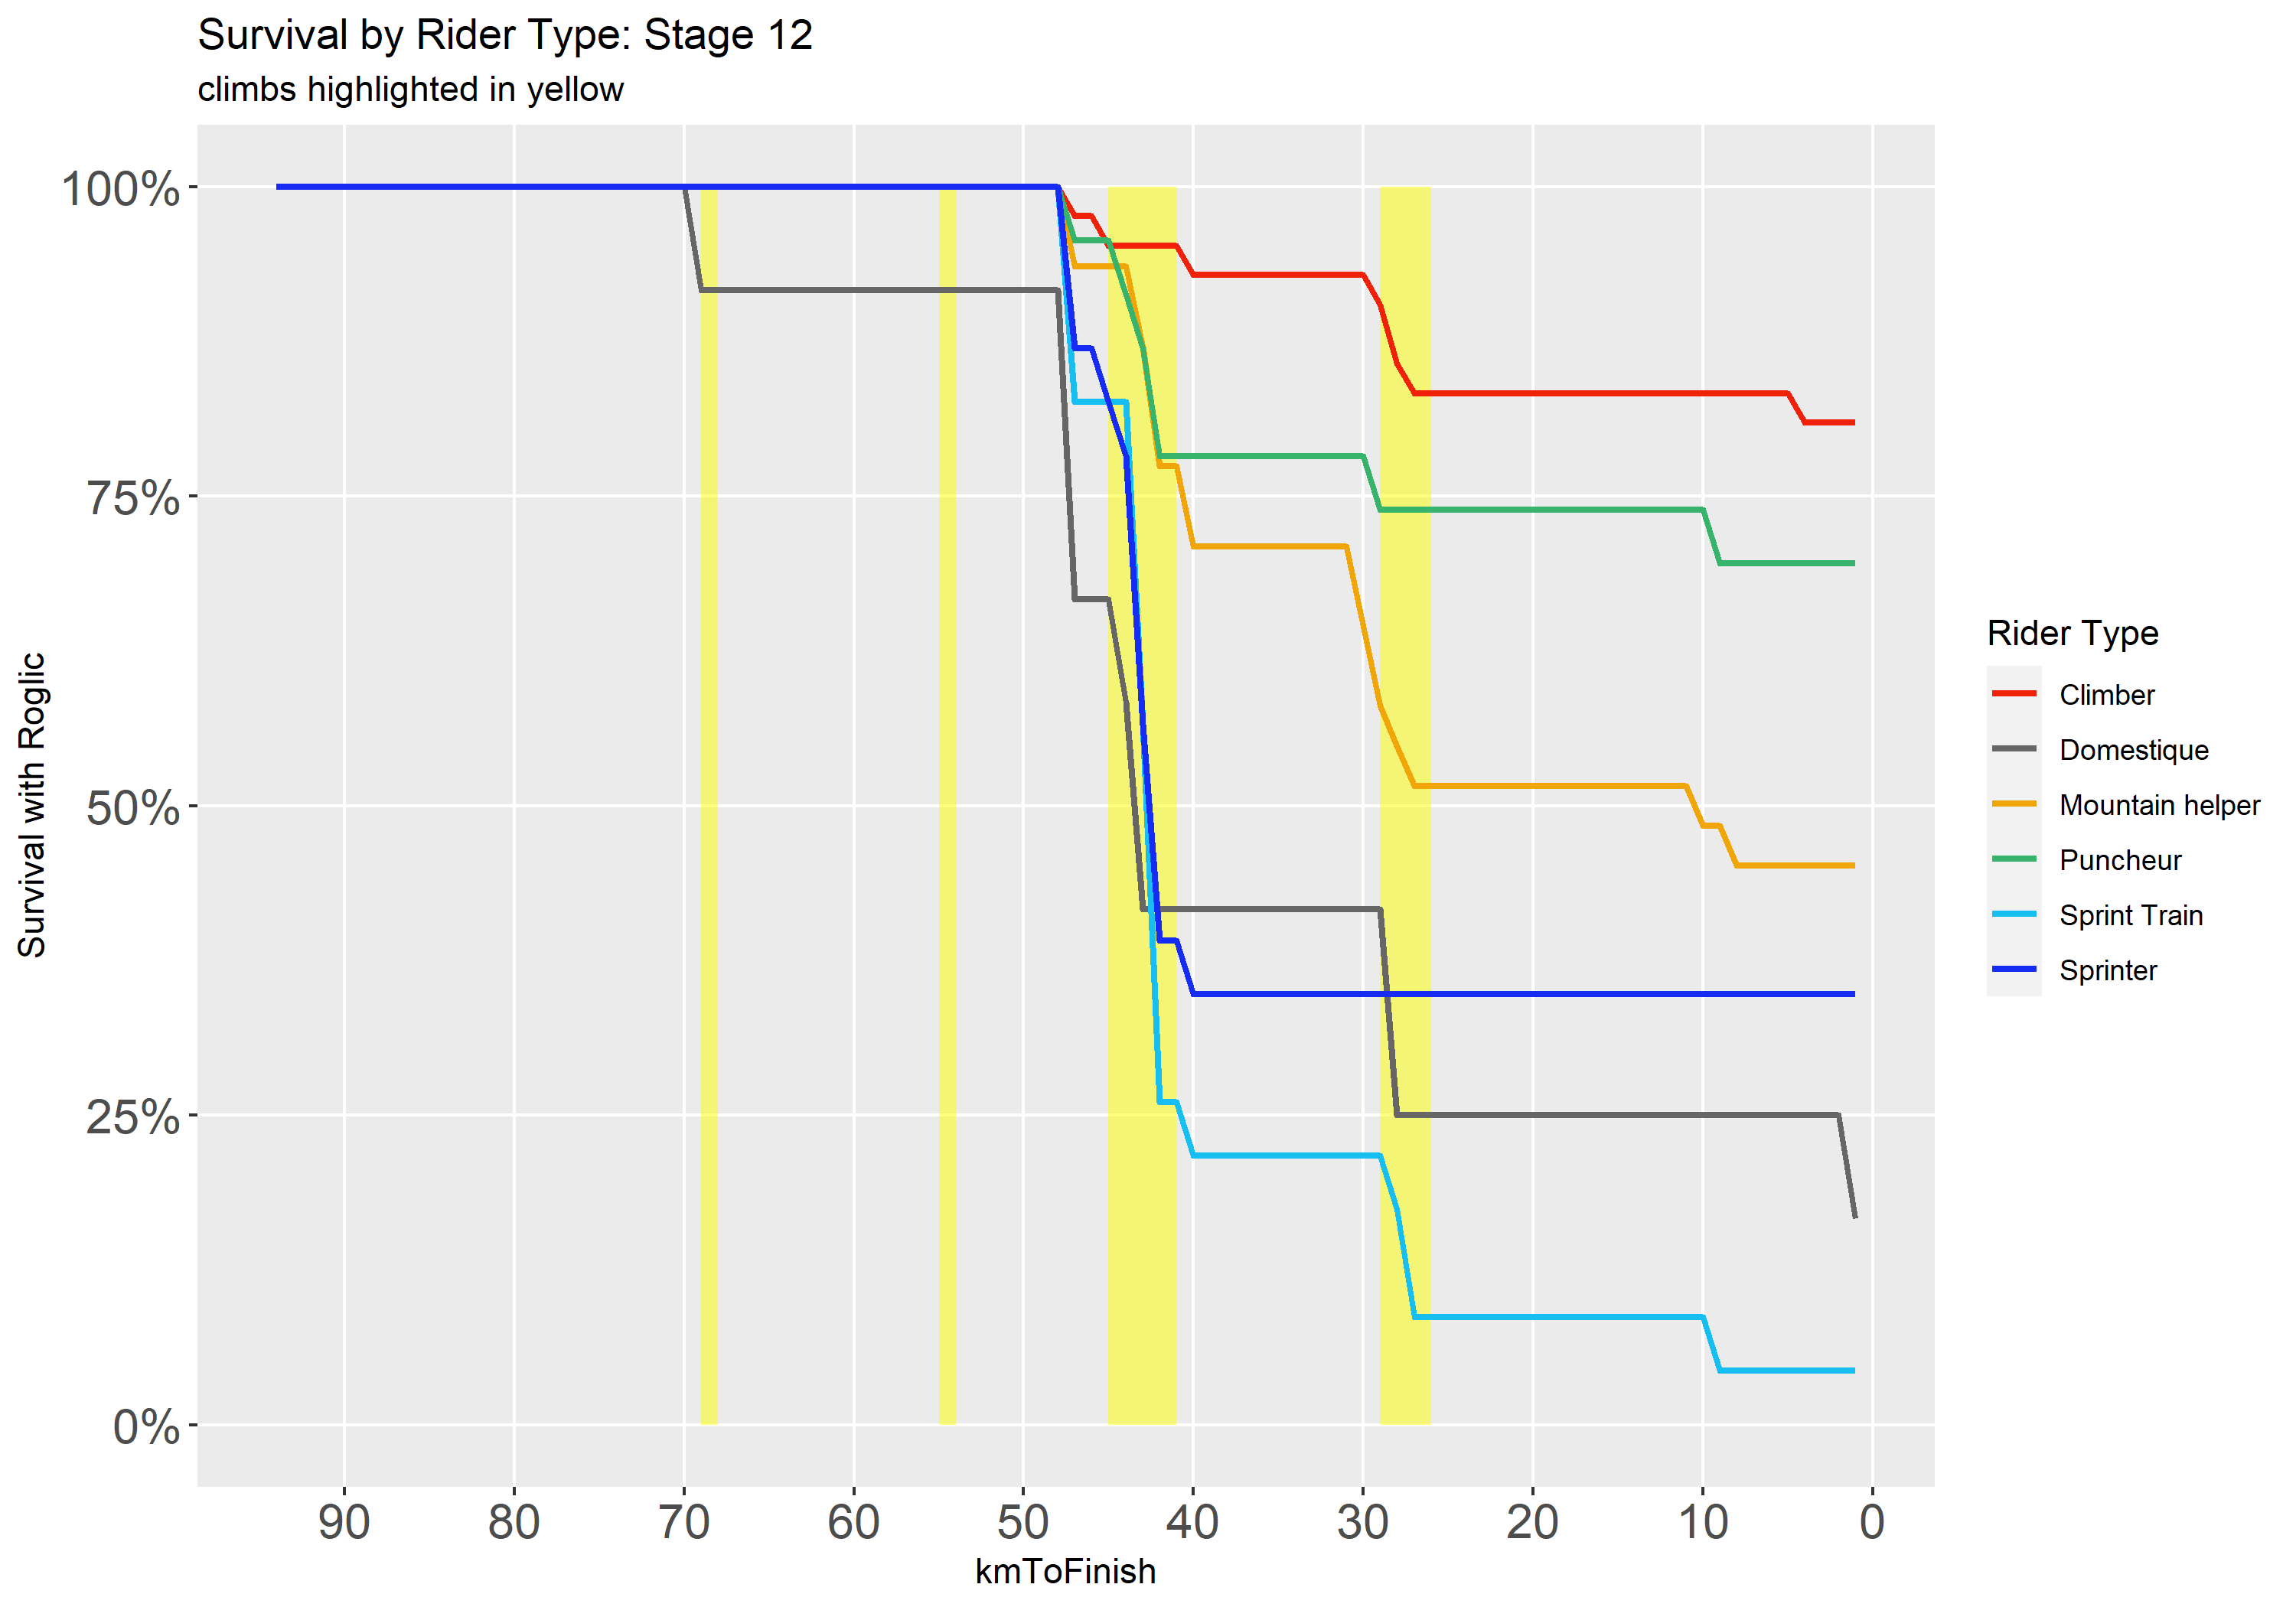 Survival by Rider Type: Stage 12
climbs highlighted in yellow
Survival with Roglic
100%
75%
50%
25%
0%
90 80 70 60 50 40 30 20 10 0
kmToFinish
Rider Type
Climber
Domestique
Mountain helper
Puncheur
Sprint Train
Sprinter